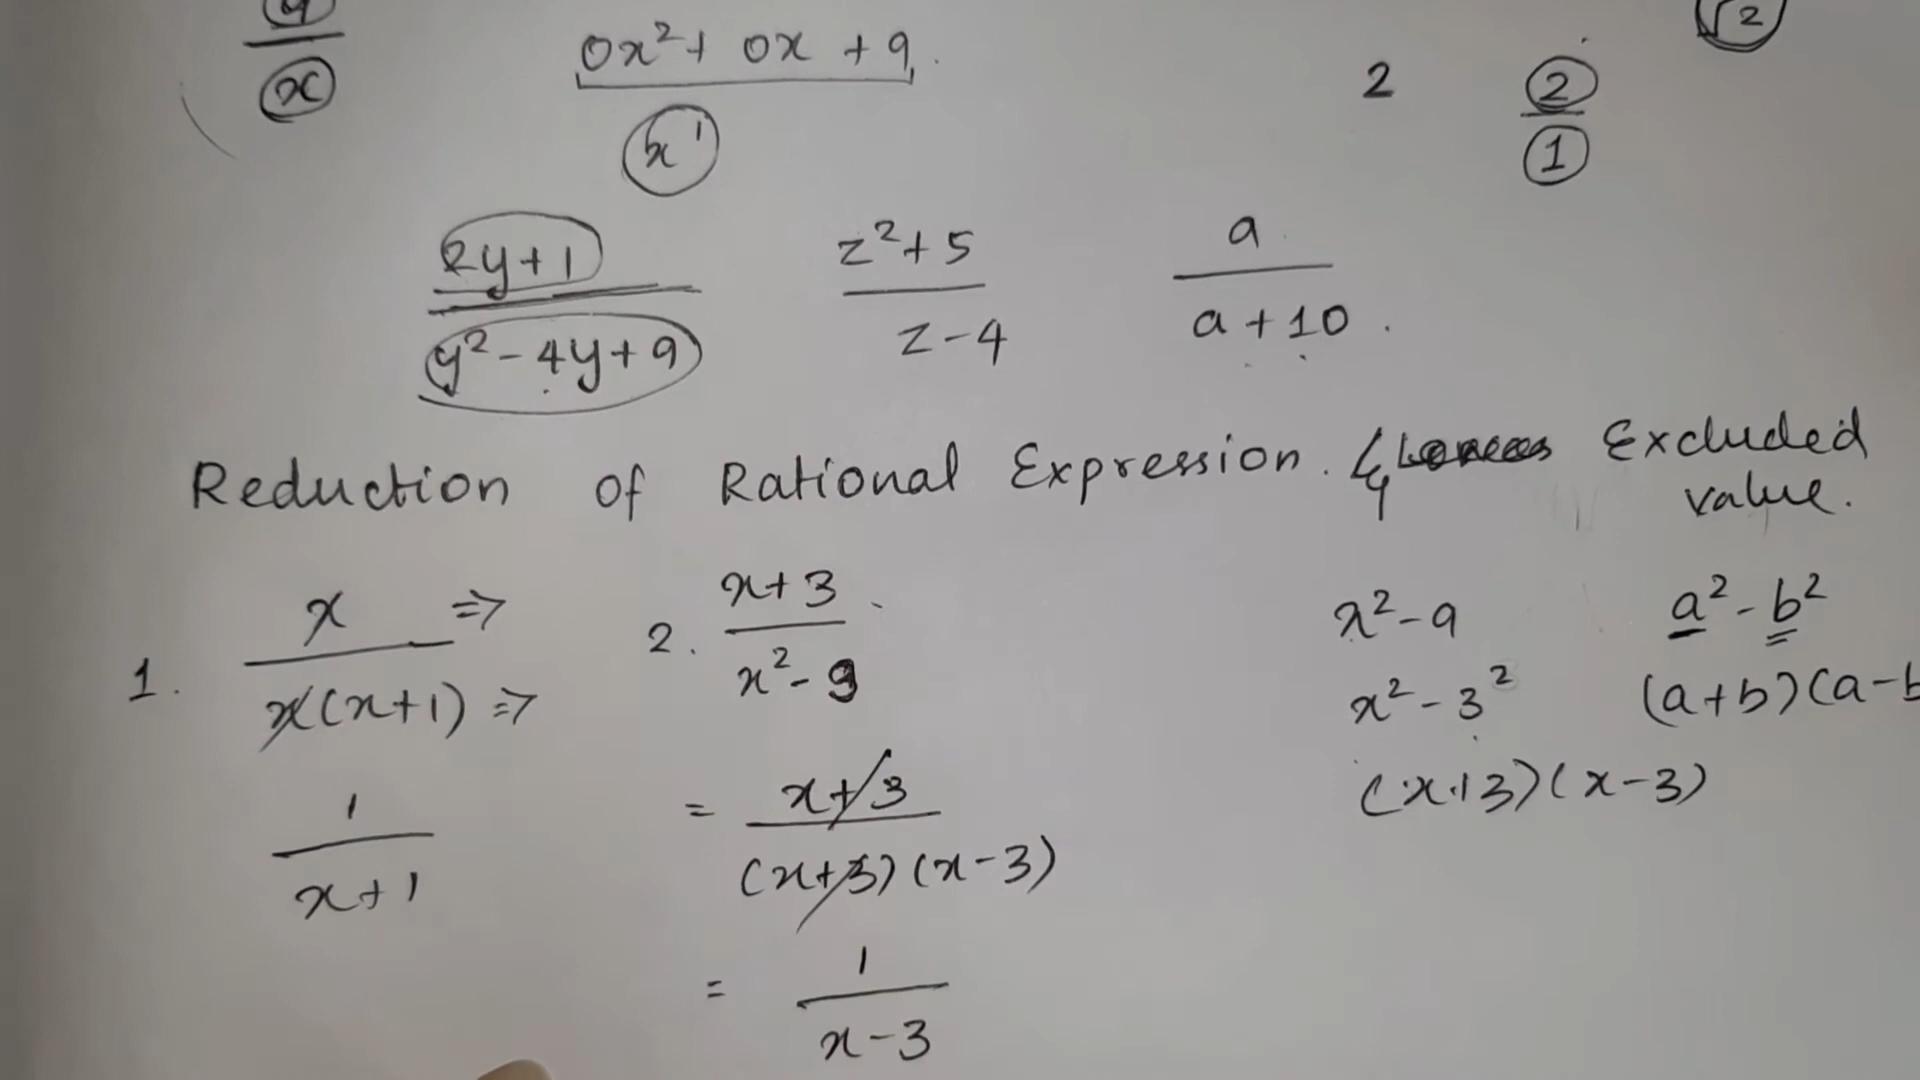 9
x
0x² + 0x + 9
x¹
2
2
1
√2
2y+1
y²-4y+9
z²+5
z-4
a
a+10
Reduction of Rational Expression. & Excluded
value.
1. x ⇒
x(x+1) ⇒
1
x+1
2. x+3
x²-9
= x+3
(x+3)(x-3)
= 1
x-3
x²-9
x²-3²
(x+3)(x-3)
a²-b²
(a+b)(a-b